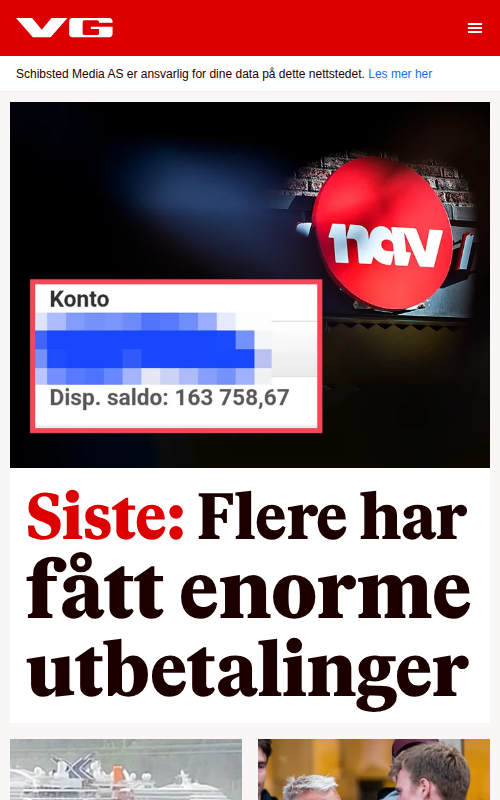 VG
Schibsted Media AS er ansvarlig for dine data på dette nettstedet. Les mer her
nav
Konto
Disp. saldo: 163 758,67
Siste: Flere har
fått enorme
utbetalinger